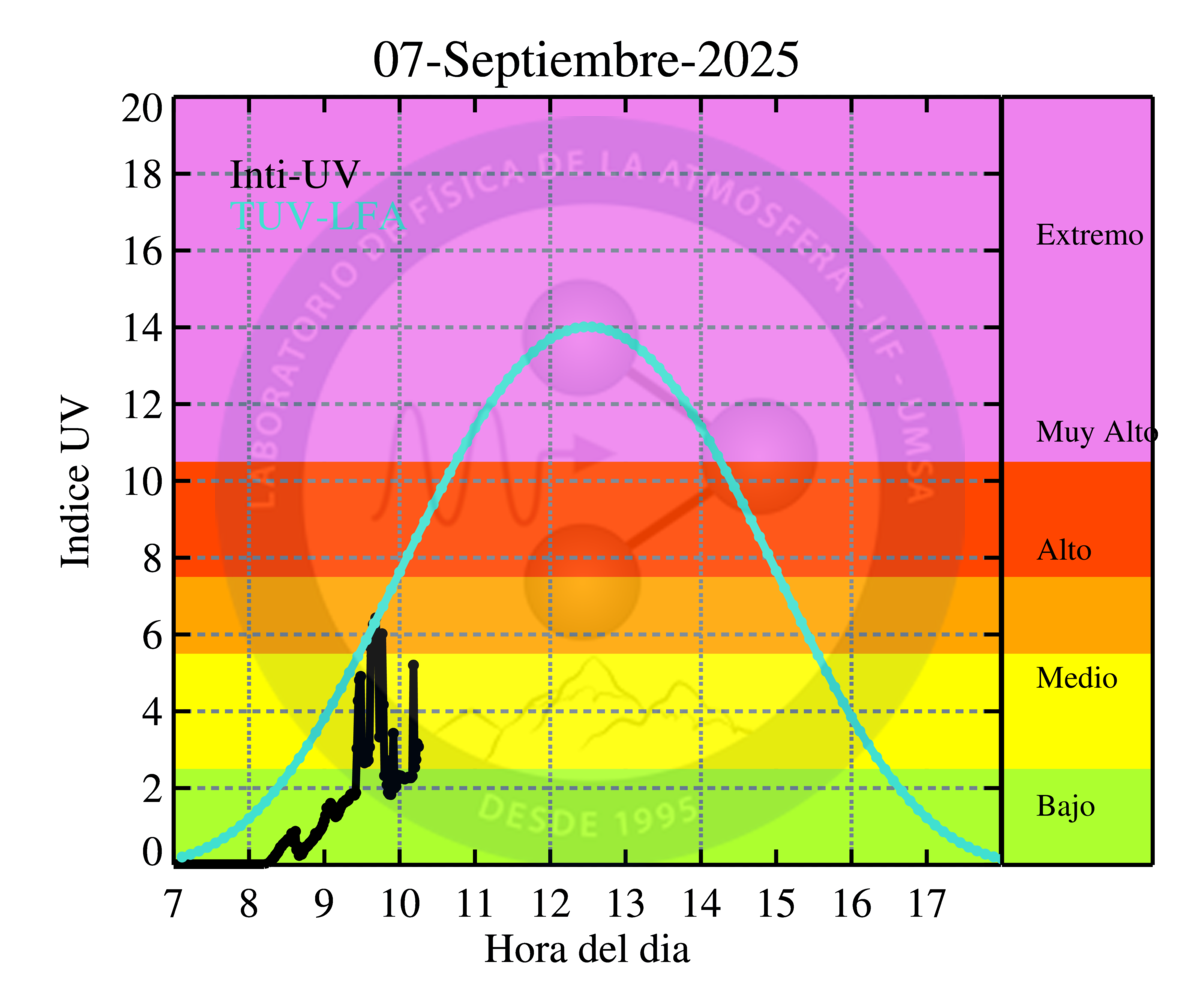 07-Septiembre-2025
20
18
16
14
12
10
8
6
4
2
0
Indice UV
Inti-UV
TUV-LFA
LABORATORIO DE FÍSICA DE LA ATMÓSFERA - IIF - UMSA
DESDE 1995
Extremo
Muy Alto
Alto
Medio
Bajo
7 8 9 10 11 12 13 14 15 16 17
Hora del dia